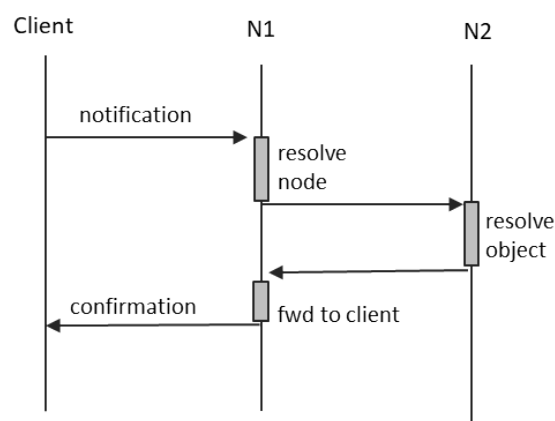 Client
N1
N2
notification
resolve
node
resolve
object
confirmation
fwd to client